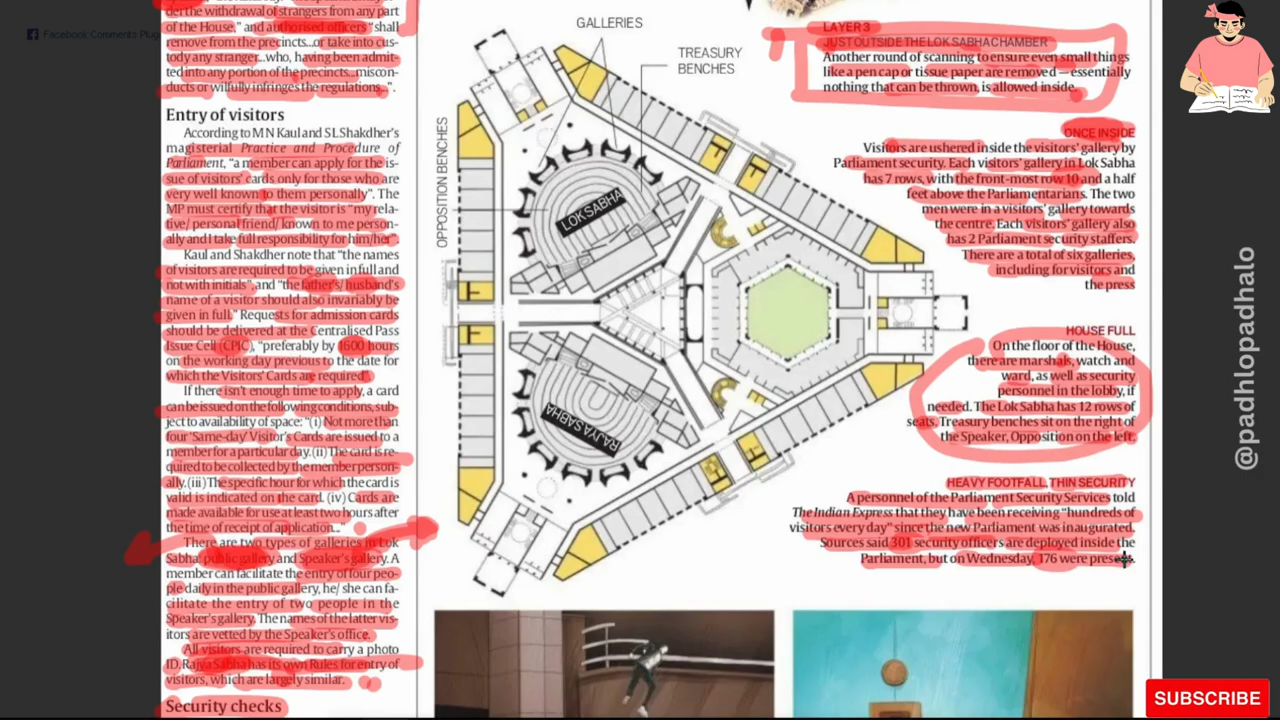 der the withdrawal of strangers from any part
of the House," and authorised officers "shall
remove from the precincts...or take into cus-
tody any stranger...who, having been admit-
ted into any portion of the precincts...miscon-
ducts or wilfully infringes the regulations...".
Entry of visitors
According to M N Kaul and S L Shakdher's
magisterial Practice and Procedure of
Parliament, "a member can apply for the is-
sue of visitors' cards only for those who are
very well known to them personally". The
MP must certify that the visitor is "my rela-
tive/ personal friend/ known to me person-
ally and I take full responsibility for him/her".
Kaul and Shakdher note that "the names
of visitors are required to be given in full and
not with initials", and "the father's/ husband's
name of a visitor should also invariably be
given in full." Requests for admission cards
should be delivered at the Centralised Pass
Issue Cell (CPIC), "preferably by 1600 hours
on the working day previous to the date for
which the Visitors' Cards are required".
If there isn't enough time to apply, a card
can be issued on the following conditions, sub-
ject to availability of space: "(i) Not more than
four 'Same-day' Visitor's Cards are issued to a
member for a particular day. (ii) The card is re-
quired to be collected by the member person-
ally. (iii) The specific hour for which the card is
valid is indicated on the card. (iv) Cards are
made available for use at least two hours after
the time of receipt of application..."
There are two types of galleries in Lok
Sabha: public gallery and Speaker's gallery. A
member can facilitate the entry of four peo-
ple daily in the public gallery, he/ she can fa-
cilitate the entry of two people in the
Speaker's gallery. The names of the latter vis-
itors are vetted by the Speaker's office.
All visitors are required to carry a photo
ID. Rajya Sabha has its own Rules for entry of
visitors, which are largely similar.
Security checks
Facebook Comments Plug
GALLERIES
TREASURY
BENCHES
OPPOSITION BENCHES
LOK SABHA
RAJYA SABHA
LAYER 3
JUST OUTSIDE THE LOK SABHA CHAMBER
Another round of scanning to ensure even small things
like a pen cap or tissue paper are removed — essentially
nothing that can be thrown, is allowed inside.
ONCE INSIDE
Visitors are ushered inside the visitors' gallery by
Parliament security. Each visitors' gallery in Lok Sabha
has 7 rows, with the front-most row 10 and a half
feet above the Parliamentarians. The two
men were in a visitors' gallery towards
the centre. Each visitors' gallery also
has 2 Parliament security staffers.
There are a total of six galleries,
including for visitors and
the press
HOUSE FULL
On the floor of the House,
there are marshals, watch and
ward, as well as security
personnel in the lobby, if
needed. The Lok Sabha has 12 rows of
seats. Treasury benches sit on the right of
the Speaker, Opposition on the left.
HEAVY FOOTFALL, THIN SECURITY
A personnel of the Parliament Security Services told
The Indian Express that they have been receiving "hundreds of
visitors every day" since the new Parliament was inaugurated.
Sources said 301 security officers are deployed inside the
Parliament, but on Wednesday, 176 were present.
@padhlopadhalo
SUBSCRIBE